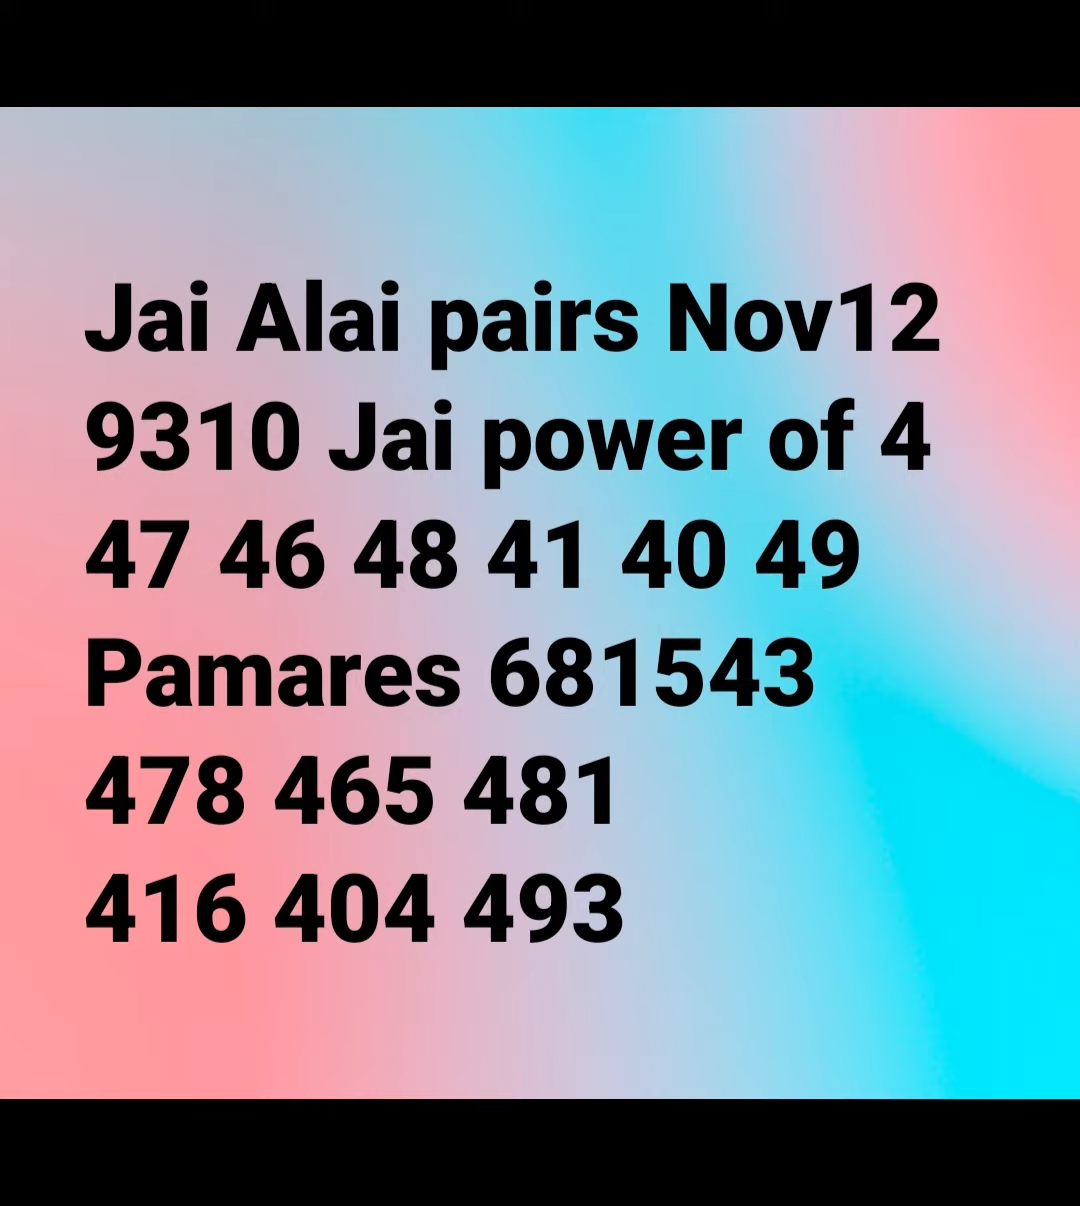 Jai Alai pairs Nov12
9310 Jai power of 4
47 46 48 41 40 49
Pamares 681543
478 465 481
416 404 493